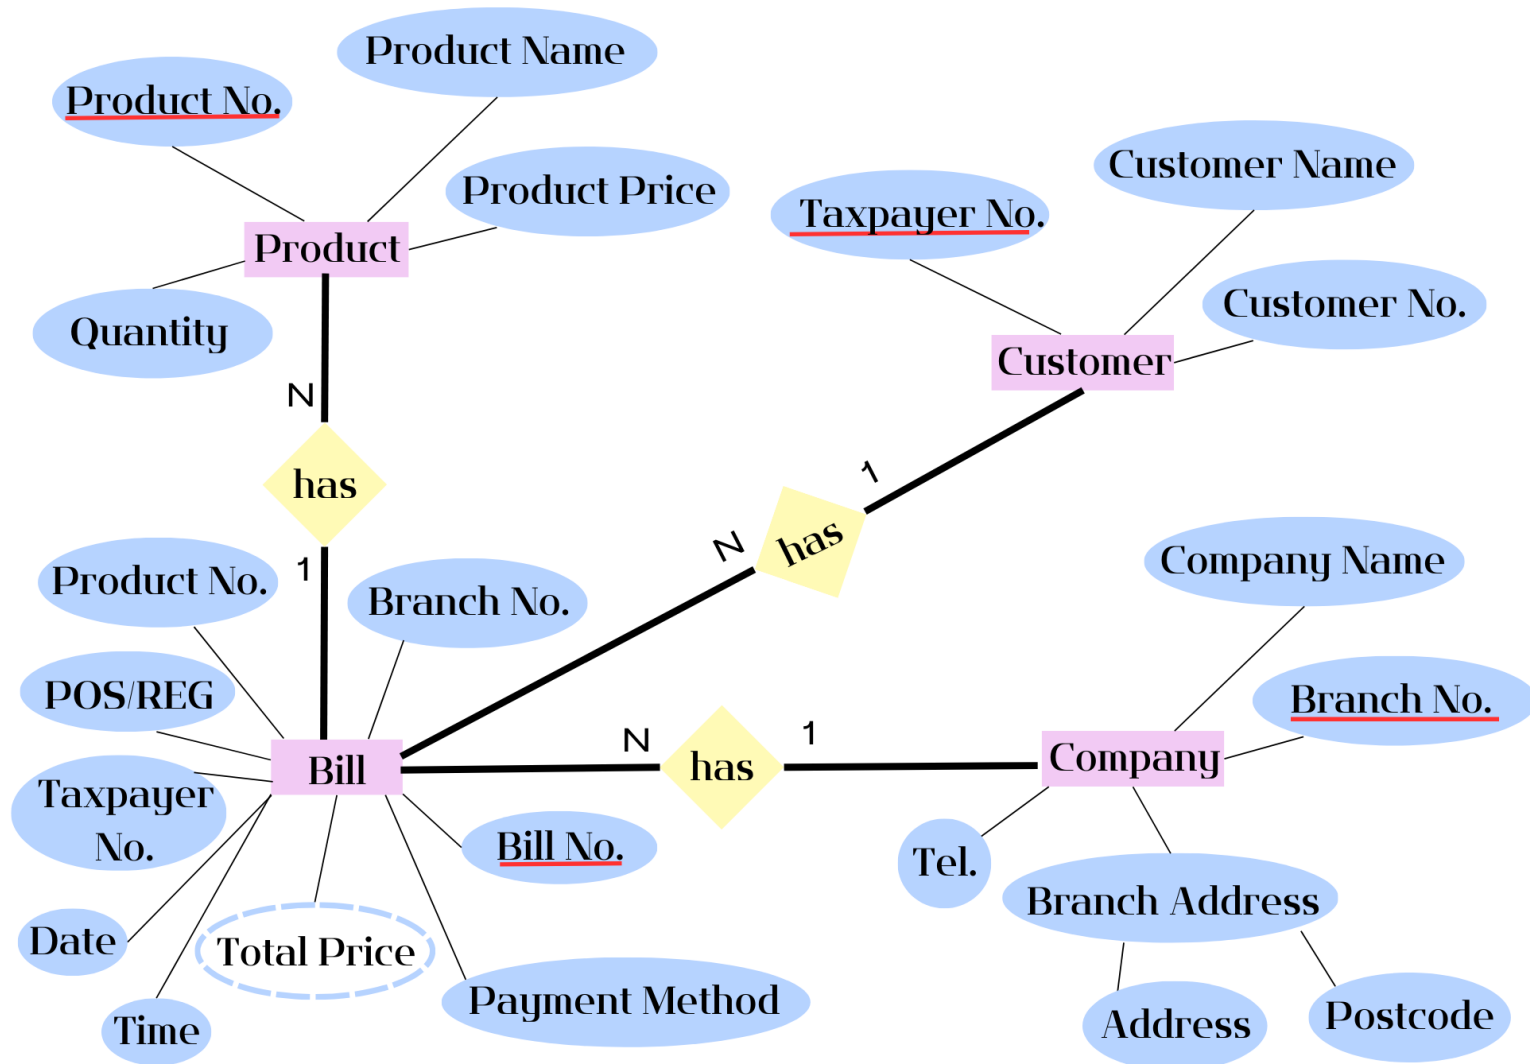 Product Name
Product No.
Product Price
Product
Quantity
Customer Name
Taxpayer No.
Customer No.
Customer
N
has
1
1
has
N
Product No.
Branch No.
POS/REG
Bill
Taxpayer
No.
Bill No.
Date
Total Price
Time
Payment Method
N
has
1
Company Name
Branch No.
Company
Tel.
Branch Address
Address
Postcode